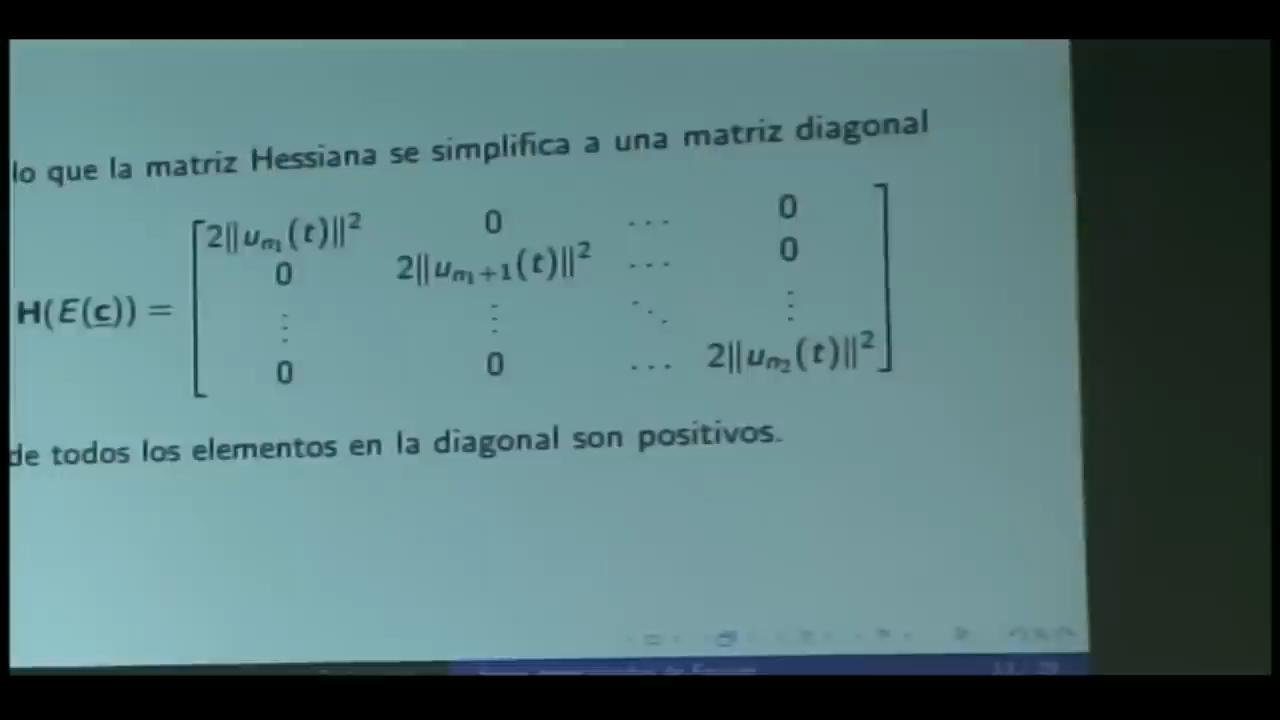 lo que la matriz Hessiana se simplifica a una matriz diagonal
H(E(c)) = [ 2‖u_{m₁}(t)‖² 0 ... 0
0 2‖u_{m₁+1}(t)‖² ... 0
⋮ ⋮ ⋱ ⋮
0 0 ... 2‖u_{m₂}(t)‖² ]
de todos los elementos en la diagonal son positivos.